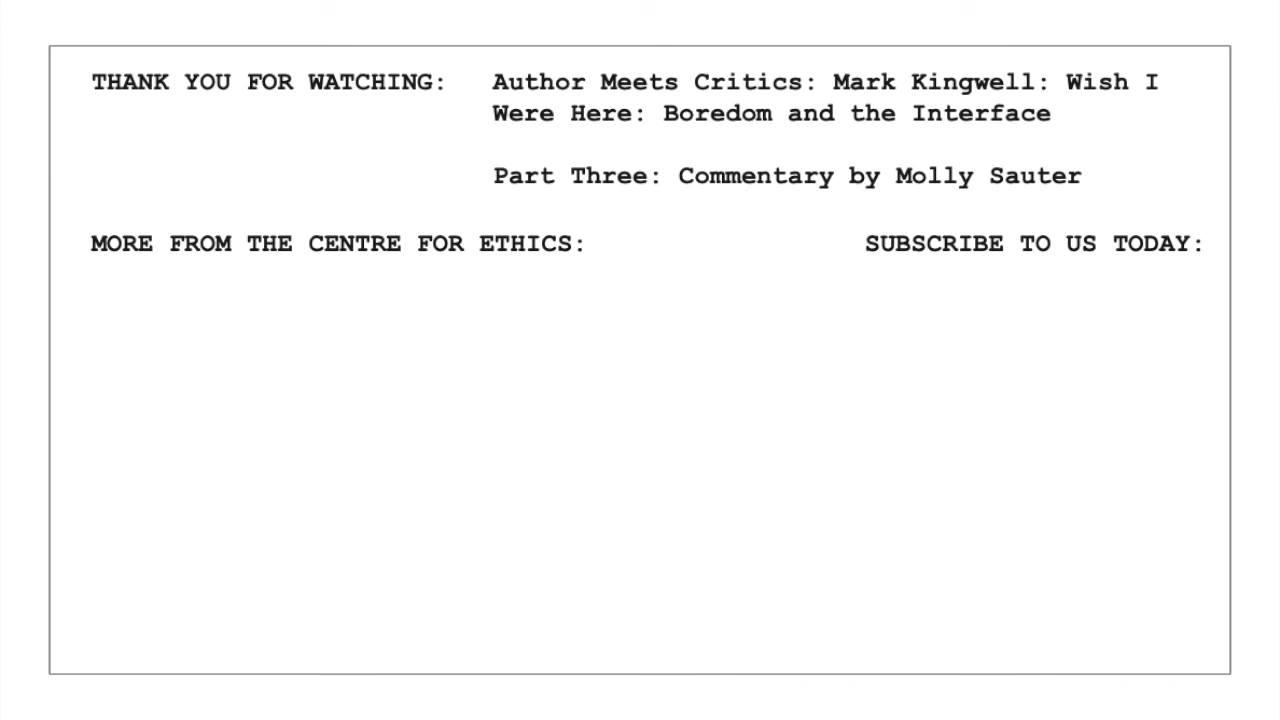 THANK YOU FOR WATCHING: Author Meets Critics: Mark Kingwell: Wish I
Were Here: Boredom and the Interface
Part Three: Commentary by Molly Sauter
MORE FROM THE CENTRE FOR ETHICS: SUBSCRIBE TO US TODAY: